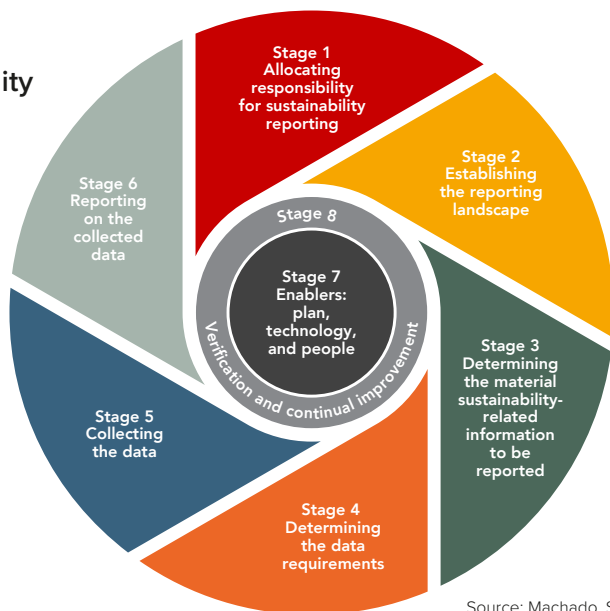 ity
Stage 1
Allocating
responsibility
for sustainability
reporting
Stage 2
Establishing
the reporting
landscape
Stage 3
Determining
the material
sustainability-
related
information
to be
reported
Stage 4
Determining
the data
requirements
Stage 5
Collecting
the data
Stage 6
Reporting
on the
collected
data
Stage 8
Verification and continual improvement
Stage 7
Enablers:
plan,
technology,
and people
Source: Machado, S